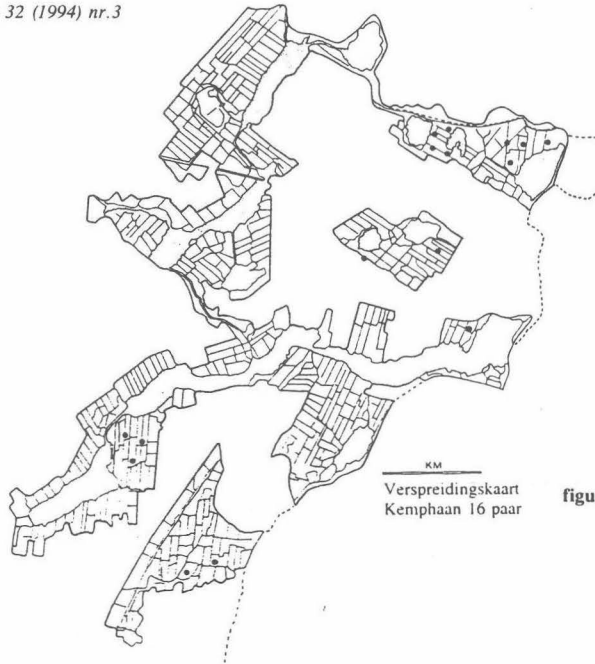 32 (1994) nr.3
KM
Verspreidingskaart
Kemphaan 16 paar
figu